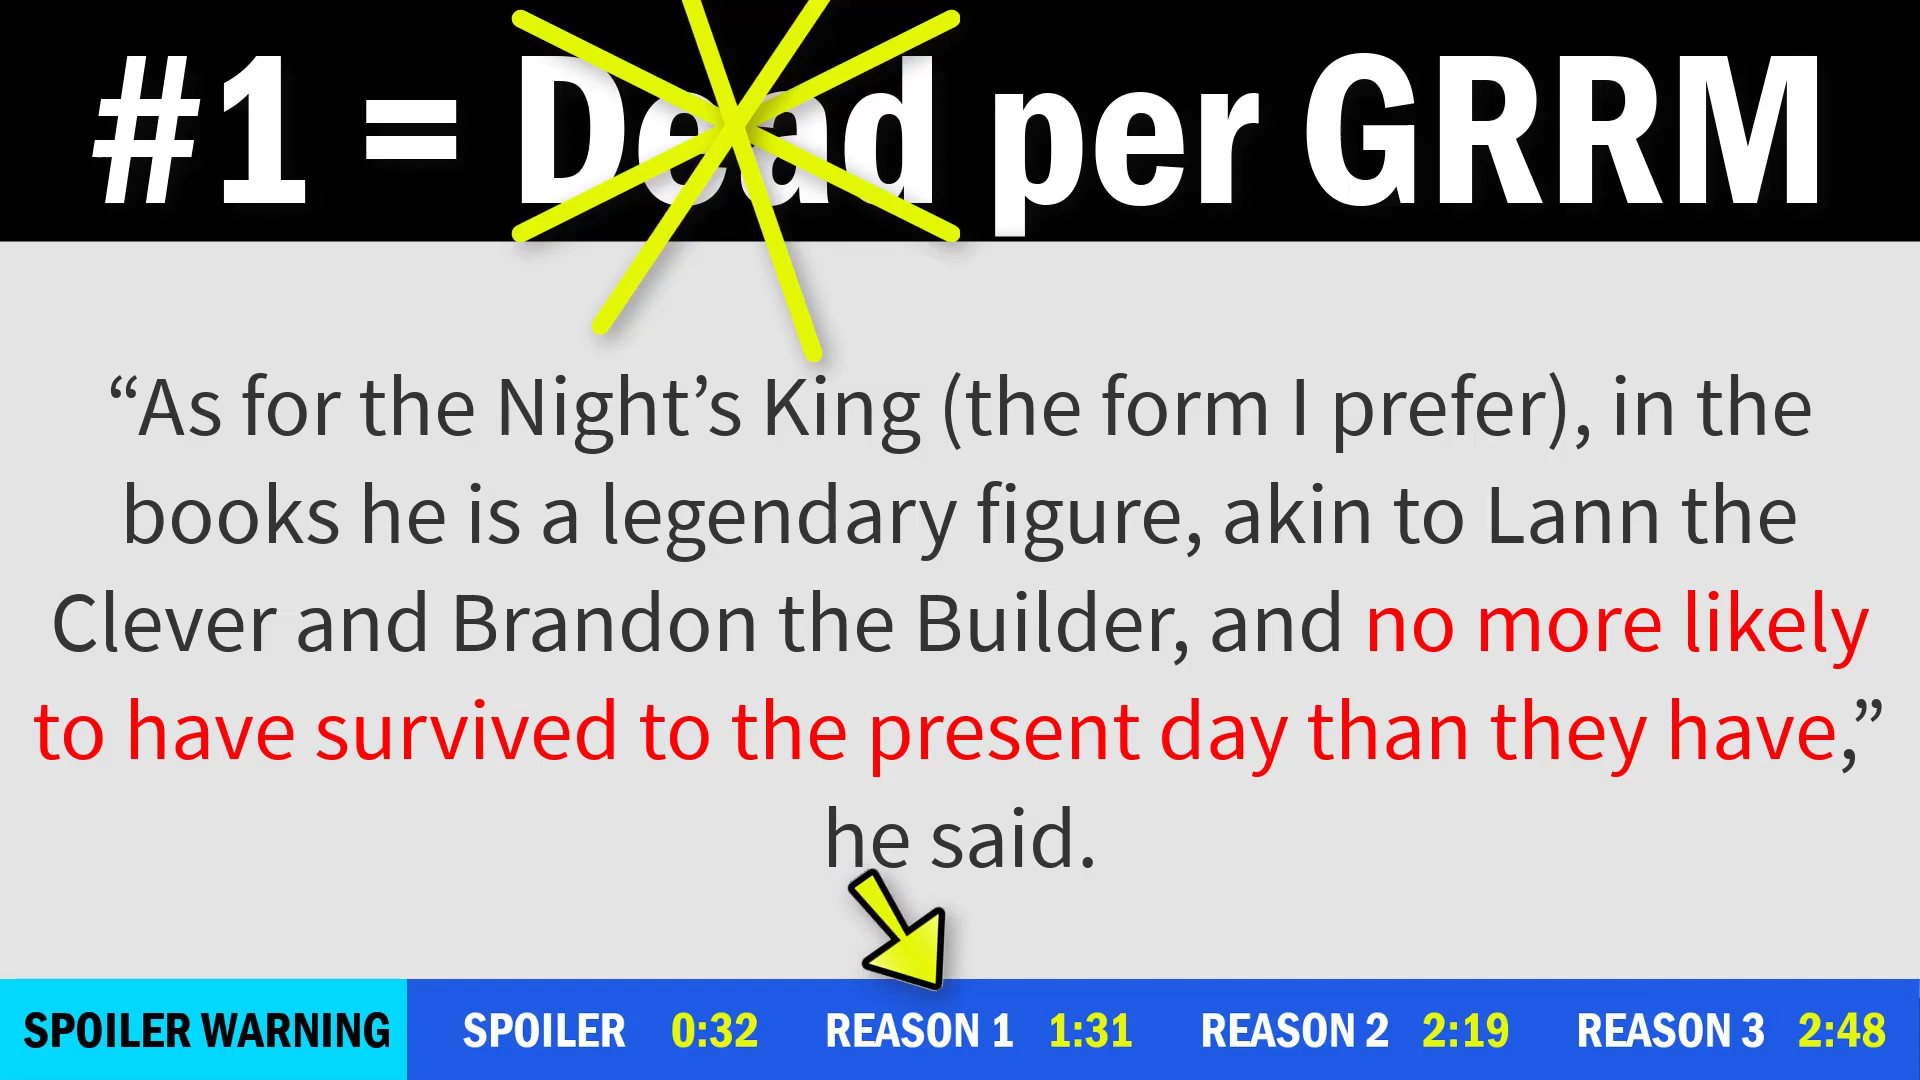 #1 = Dead per GRRM
“As for the Night’s King (the form I prefer), in the
books he is a legendary figure, akin to Lann the
Clever and Brandon the Builder, and no more likely
to have survived to the present day than they have,”
he said.
SPOILER WARNING SPOILER 0:32 REASON 1 1:31 REASON 2 2:19 REASON 3 2:48